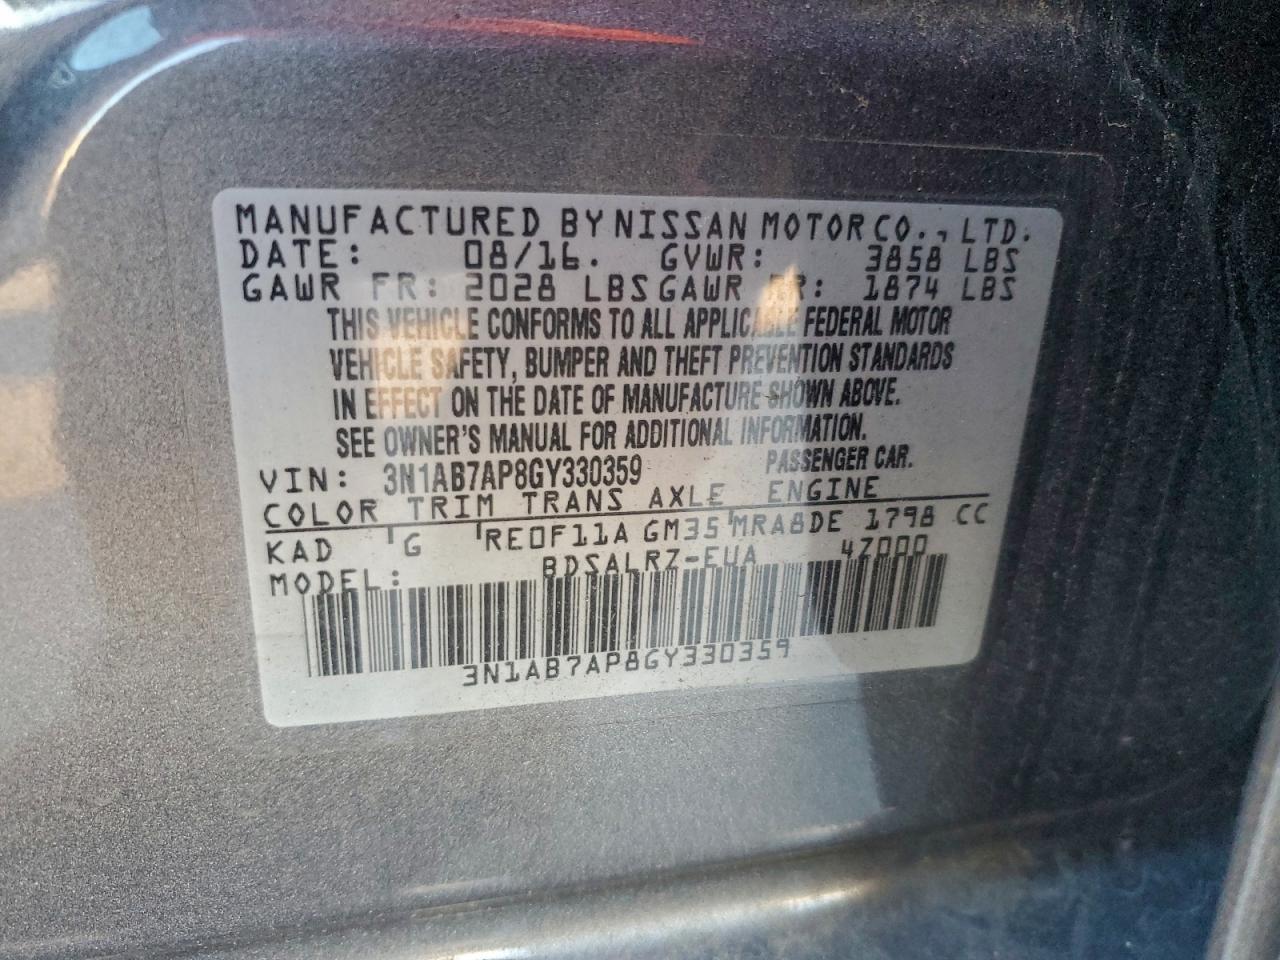 MANUFACTURED BY NISSAN MOTOR CO., LTD.
DATE: 08/16. GVWR: 3858 LBS
GAWR FR: 2028 LBS GAWR RR: 1874 LBS
THIS VEHICLE CONFORMS TO ALL APPLICABLE FEDERAL MOTOR
VEHICLE SAFETY, BUMPER AND THEFT PREVENTION STANDARDS
IN EFFECT ON THE DATE OF MANUFACTURE SHOWN ABOVE.
SEE OWNER'S MANUAL FOR ADDITIONAL INFORMATION.
VIN: 3N1AB7AP8GY330359 PASSENGER CAR.
COLOR TRIM TRANS AXLE ENGINE
KAD G RE0F11A GM35 MRA8DE 1798 CC
MODEL: BDSALRZ-EUA 4Z000
3N1AB7AP8GY330359